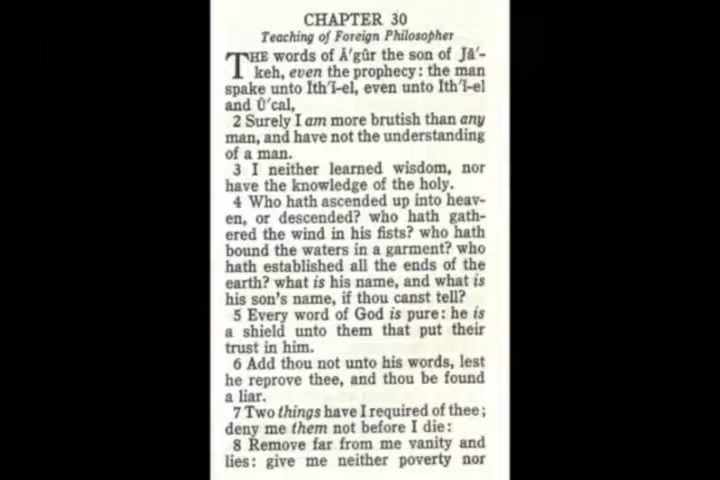 CHAPTER 30
Teaching of Foreign Philosopher
THE words of Ā′gûr the son of Jā′-
keh, even the prophecy: the man
spake unto Ith′ĭ-el, even unto Ith′ĭ-el
and Ū′cal,
2 Surely I am more brutish than any
man, and have not the understanding
of a man.
3 I neither learned wisdom, nor
have the knowledge of the holy.
4 Who hath ascended up into heav-
en, or descended? who hath gath-
ered the wind in his fists? who hath
bound the waters in a garment? who
hath established all the ends of the
earth? what is his name, and what is
his son's name, if thou canst tell?
5 Every word of God is pure: he is
a shield unto them that put their
trust in him.
6 Add thou not unto his words, lest
he reprove thee, and thou be found
a liar.
7 Two things have I required of thee;
deny me them not before I die:
8 Remove far from me vanity and
lies: give me neither poverty nor